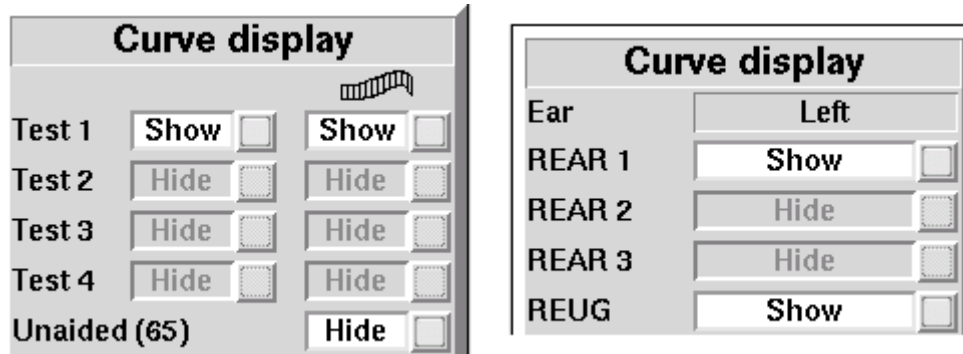 Curve display
Test 1 Show Show
Test 2 Hide Hide
Test 3 Hide Hide
Test 4 Hide Hide
Unaided (65) Hide
Curve display
Ear Left
REAR 1 Show
REAR 2 Hide
REAR 3 Hide
REUG Show